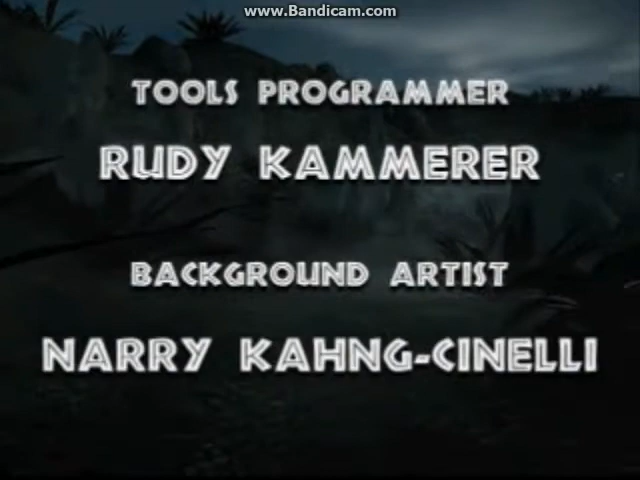 www.Bandicam.com
TOOLS PROGRAMMER
RUDY KAMMERER
BACKGROUND ARTIST
NARRY KAHNG-CINELLI